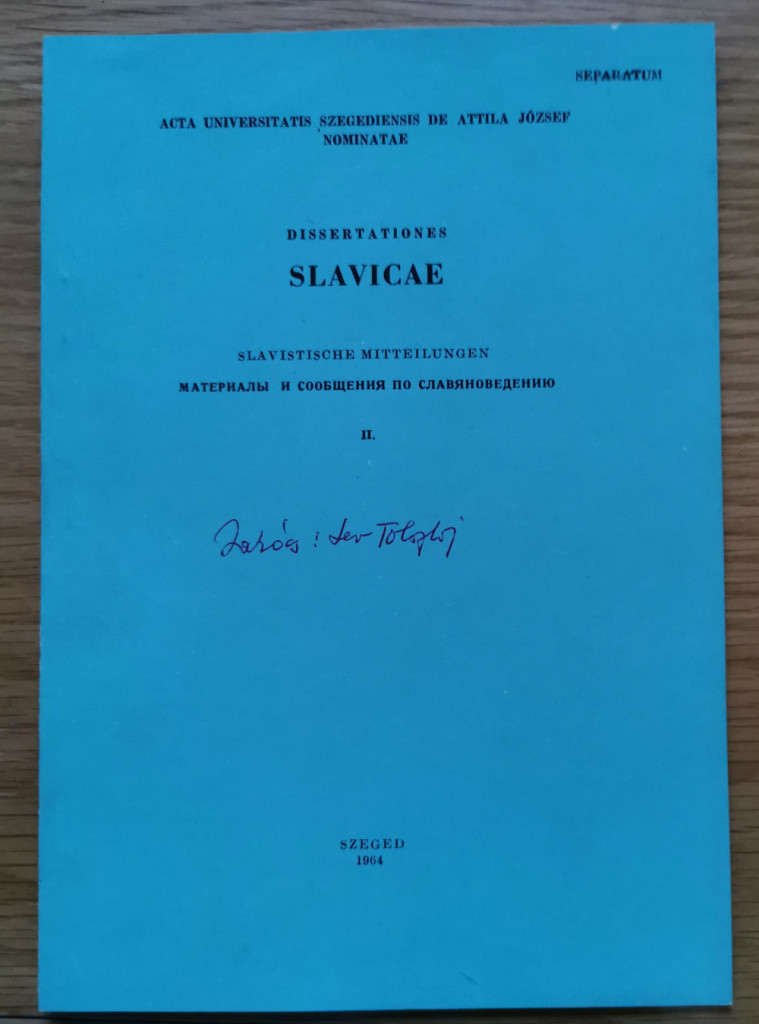 SEPARATUM
ACTA UNIVERSITATIS SZEGEDIENSIS DE ATTILA JÓZSEF
NOMINATAE
DISSERTATIONES
SLAVICAE
SLAVISTISCHE MITTEILUNGEN
МАТЕРИАЛЫ И СООБЩЕНИЯ ПО СЛАВЯНОВЕДЕНИЮ
II.
: Lev Tolsztoj
SZEGED
1964